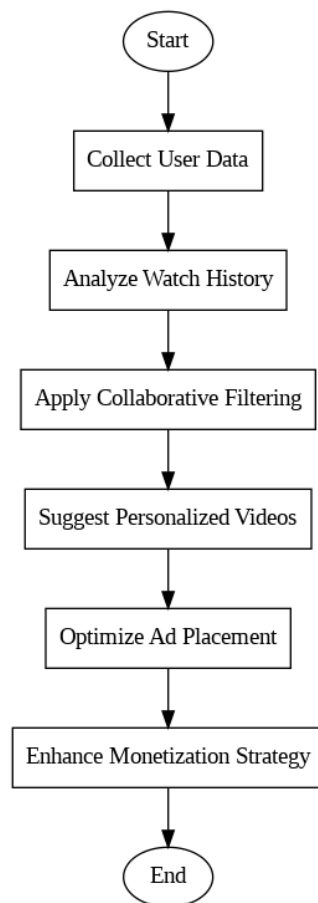 Start
Collect User Data
Analyze Watch History
Apply Collaborative Filtering
Suggest Personalized Videos
Optimize Ad Placement
Enhance Monetization Strategy
End